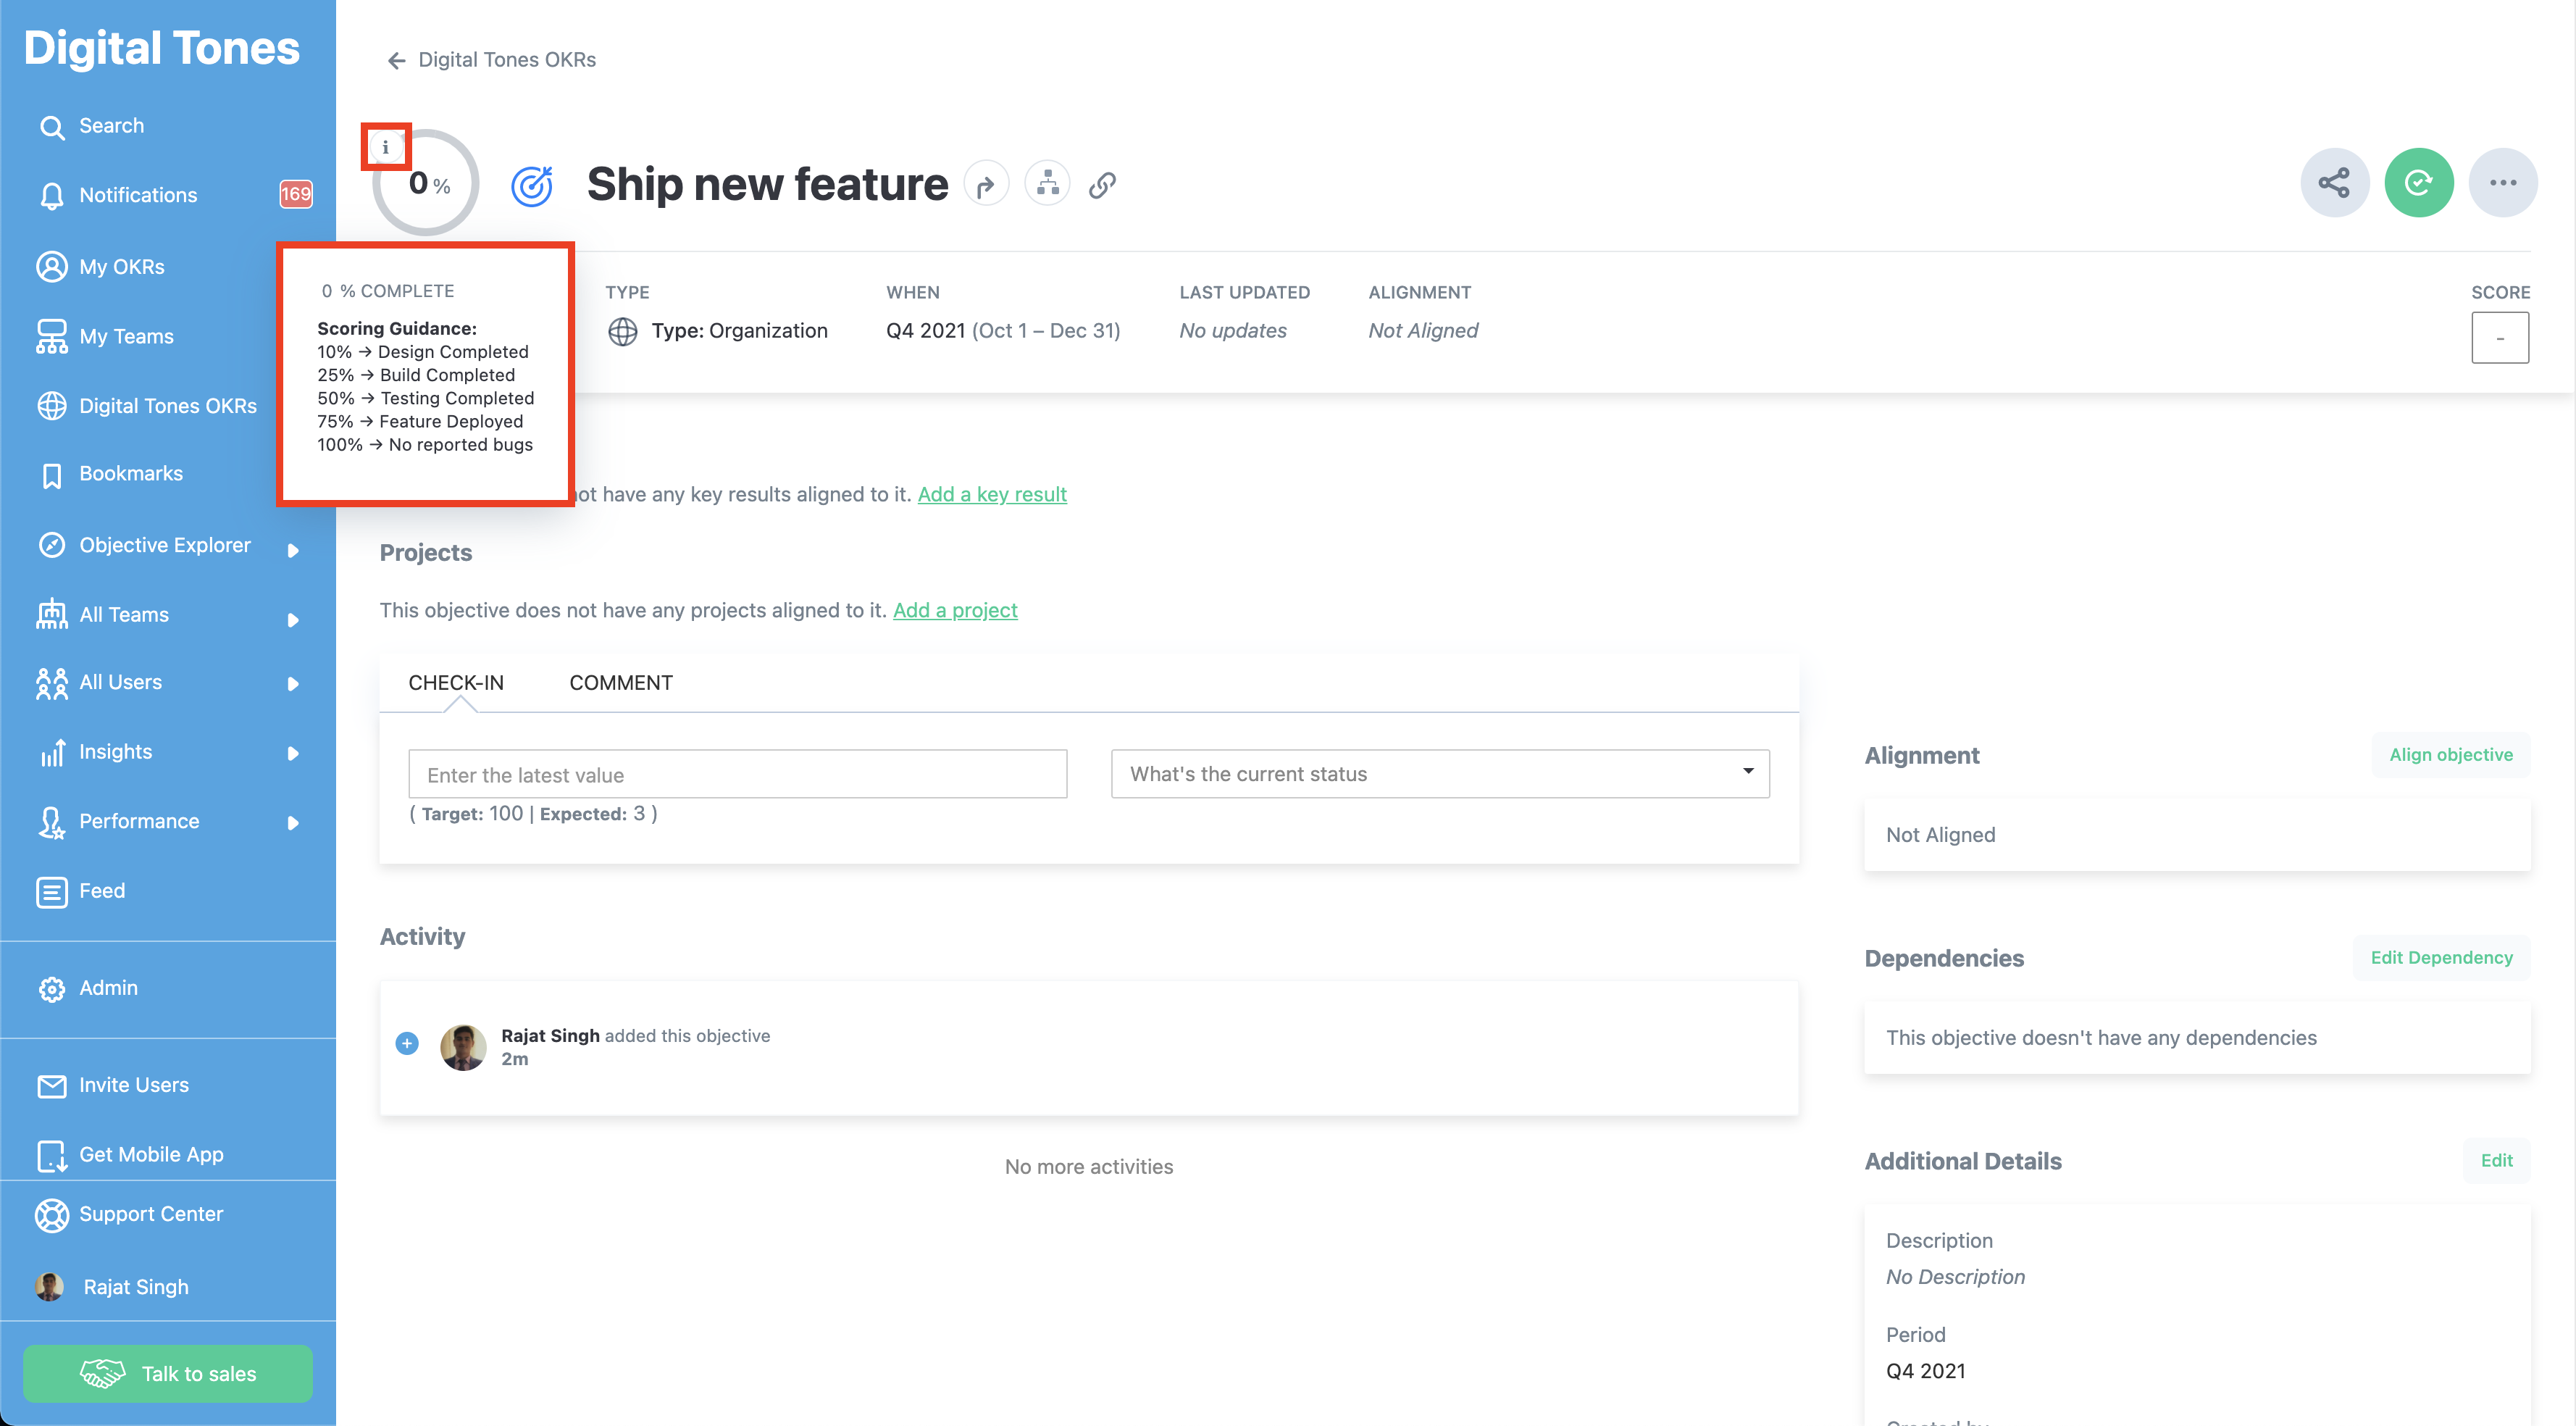 Digital Tones
Search
Notifications 169
My OKRs
My Teams
Digital Tones OKRs
Bookmarks
Objective Explorer
All Teams
All Users
Insights
Performance
Feed
Admin
Invite Users
Get Mobile App
Support Center
Rajat Singh
Talk to sales
Digital Tones OKRs
i
0 %
Ship new feature
0 % COMPLETE
Scoring Guidance:
10% → Design Completed
25% → Build Completed
50% → Testing Completed
75% → Feature Deployed
100% → No reported bugs
TYPE
Type: Organization
WHEN
Q4 2021 (Oct 1 – Dec 31)
LAST UPDATED
No updates
ALIGNMENT
Not Aligned
SCORE
-
not have any key results aligned to it. Add a key result
Projects
This objective does not have any projects aligned to it. Add a project
CHECK-IN COMMENT
Enter the latest value
What's the current status
( Target: 100 | Expected: 3 )
Activity
Rajat Singh added this objective
2m
No more activities
Alignment
Align objective
Not Aligned
Dependencies
Edit Dependency
This objective doesn't have any dependencies
Additional Details
Edit
Description
No Description
Period
Q4 2021